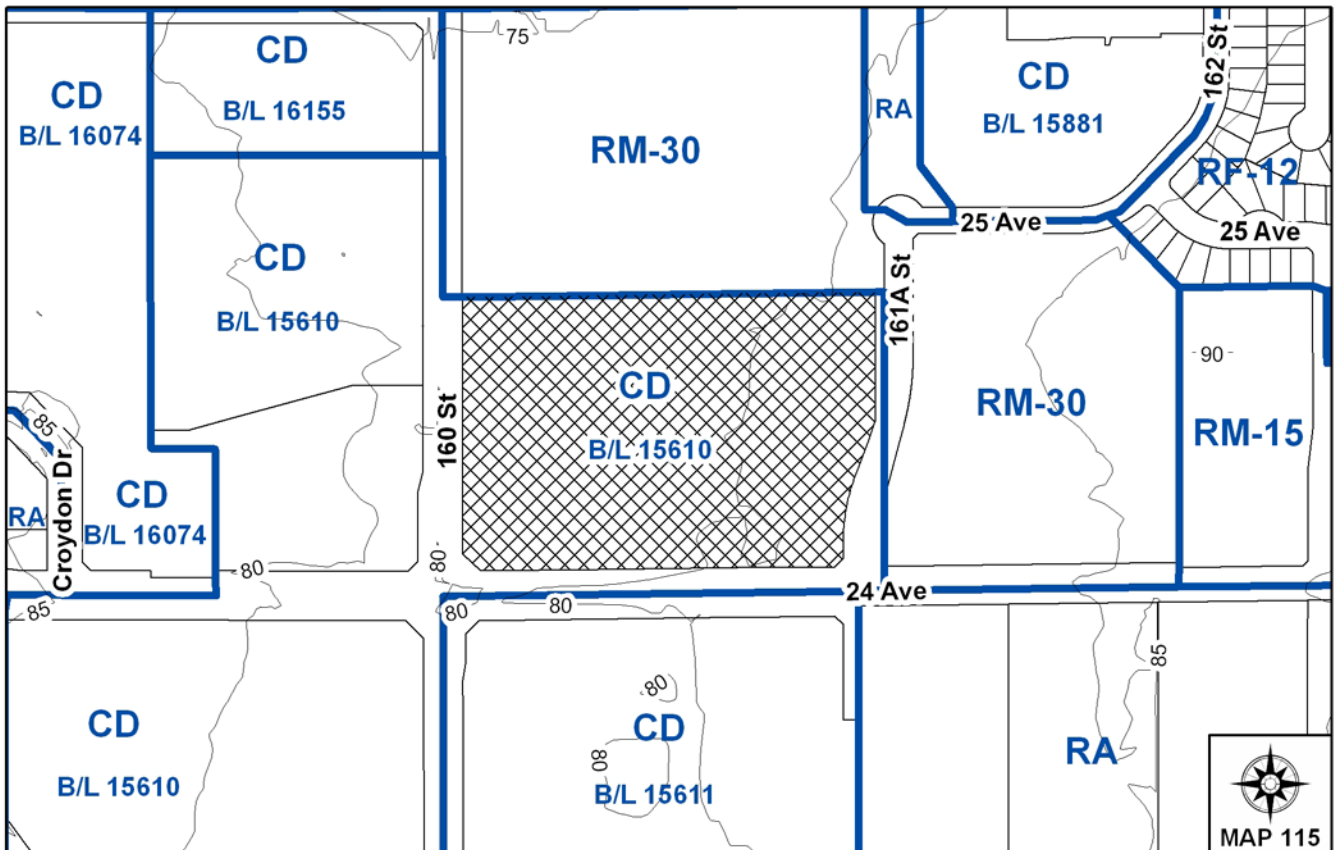 75
162 St
CD
B/L 16155
CD
B/L 16074
RM-30
RA
CD
B/L 15881
RF-12
25 Ave
25 Ave
CD
B/L 15610
161A St
90
CD
B/L 15610
160 St
RM-30
RM-15
85
Croydon Dr.
CD
B/L 16074
RA
80
80
85
80
80
24 Ave
85
80
80
CD
B/L 15610
CD
B/L 15611
RA
MAP 115